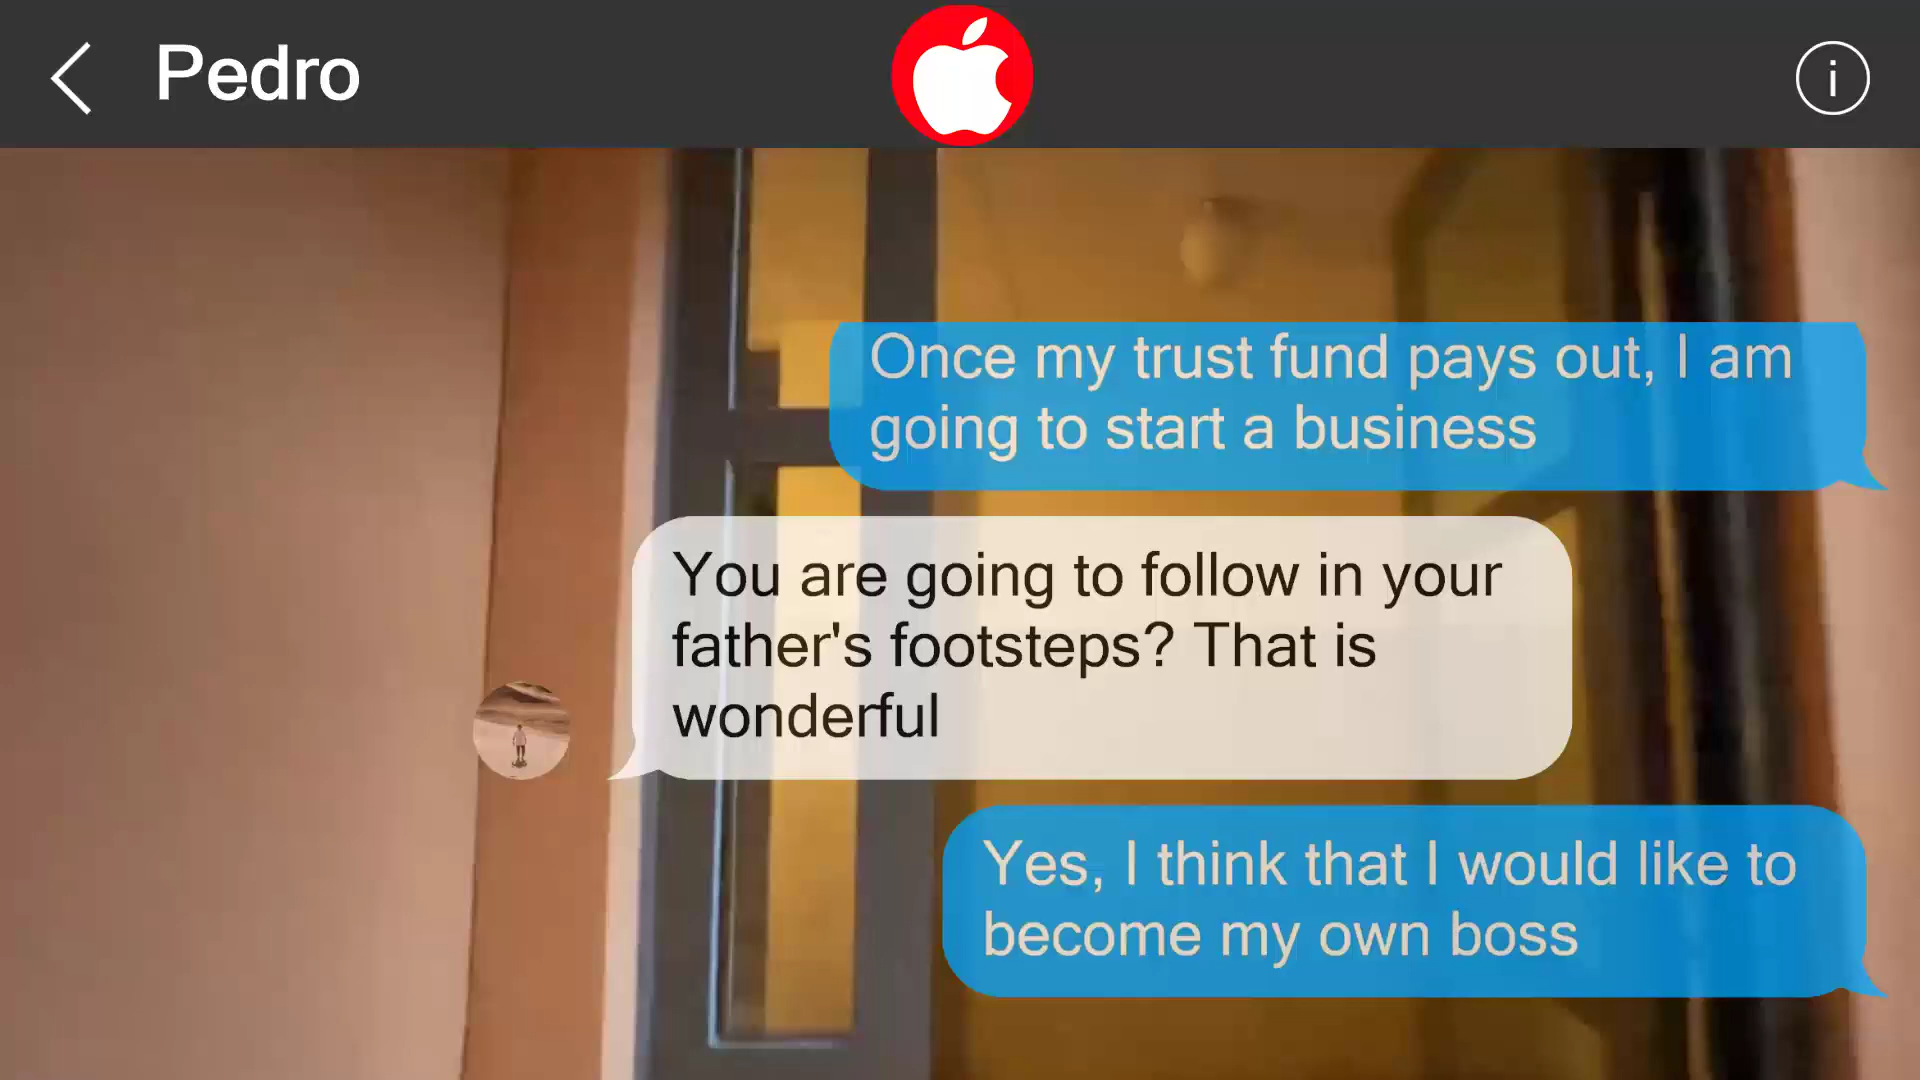 Pedro
Once my trust fund pays out, I am
going to start a business
You are going to follow in your
father's footsteps? That is
wonderful
Yes, I think that I would like to
become my own boss